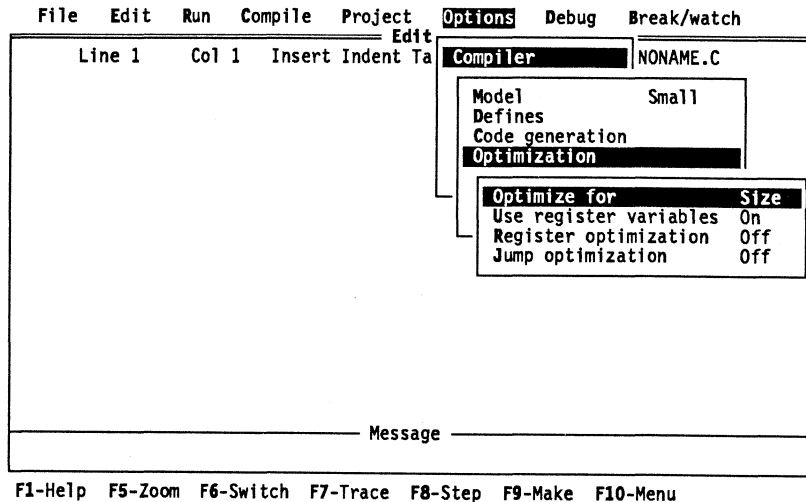 File Edit Run Compile Project Options Debug Break/watch
Edit
Line 1 Col 1 Insert Indent Ta Compiler NONAME.C
Model Small
Defines
Code generation
Optimization
Optimize for Size
Use register variables On
Register optimization Off
Jump optimization Off
Message
F1-Help F5-Zoom F6-Switch F7-Trace F8-Step F9-Make F10-Menu